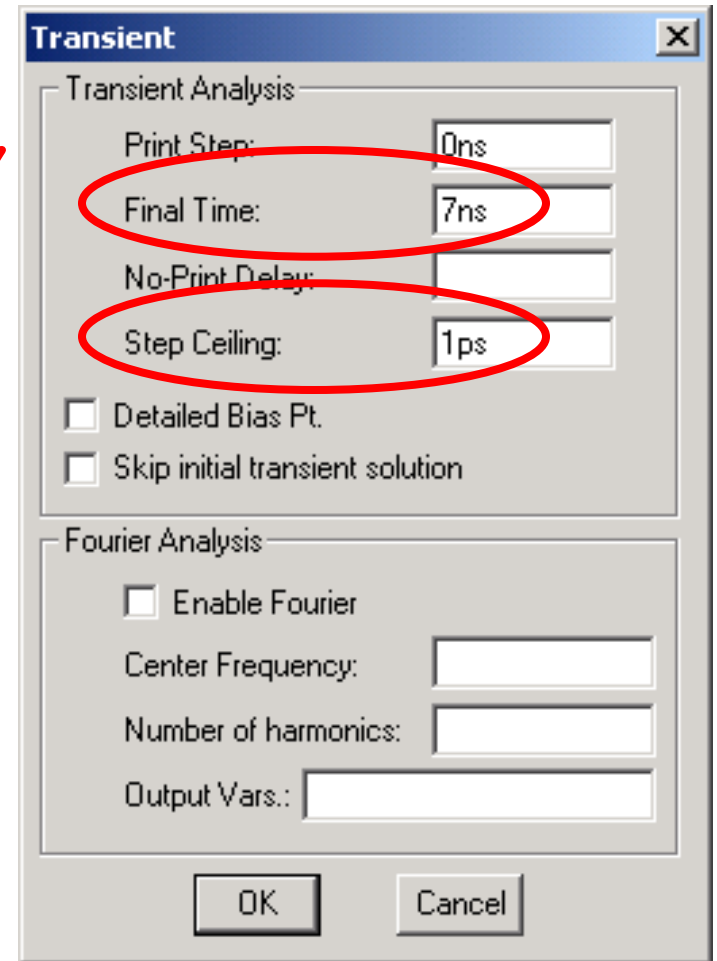 Transient
Transient Analysis
Print Step: 0ns
Final Time: 7ns
No-Print Delay:
Step Ceiling: 1ps
Detailed Bias Pt.
Skip initial transient solution
Fourier Analysis
Enable Fourier
Center Frequency:
Number of harmonics:
Output Vars.:
OK Cancel